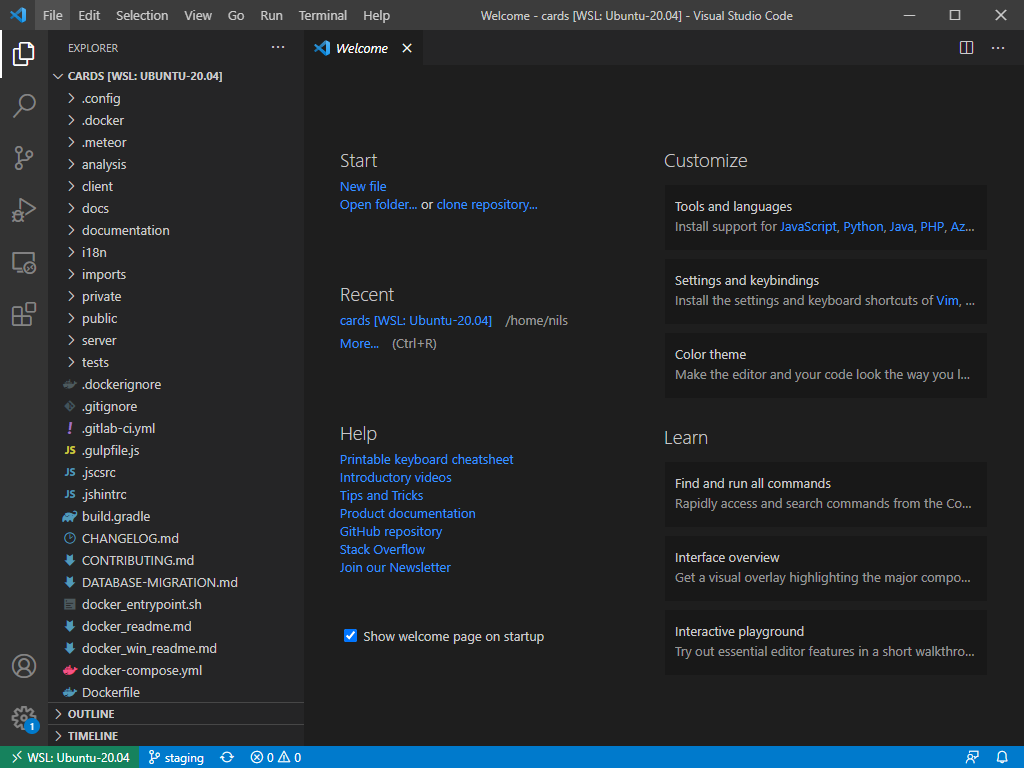 File Edit Selection View Go Run Terminal Help Welcome - cards [WSL: Ubuntu-20.04] - Visual Studio Code
EXPLORER
CARDS [WSL: UBUNTU-20.04]
.config
.docker
.meteor
analysis
client
docs
documentation
i18n
imports
private
public
server
tests
.dockerignore
.gitignore
! .gitlab-ci.yml
JS .gulpfile.js
JS .jscsrc
JS .jshintrc
build.gradle
CHANGELOG.md
CONTRIBUTING.md
DATABASE-MIGRATION.md
docker_entrypoint.sh
docker_readme.md
docker_win_readme.md
docker-compose.yml
Dockerfile
OUTLINE
TIMELINE
1
Welcome
Start
New file
Open folder... or clone repository...
Recent
cards [WSL: Ubuntu-20.04] /home/nils
More... (Ctrl+R)
Help
Printable keyboard cheatsheet
Introductory videos
Tips and Tricks
Product documentation
GitHub repository
Stack Overflow
Join our Newsletter
Show welcome page on startup
Customize
Tools and languages
Install support for JavaScript, Python, Java, PHP, Az...
Settings and keybindings
Install the settings and keyboard shortcuts of Vim, ...
Color theme
Make the editor and your code look the way you l...
Learn
Find and run all commands
Rapidly access and search commands from the Co...
Interface overview
Get a visual overlay highlighting the major compo...
Interactive playground
Try out essential editor features in a short walkthro...
WSL: Ubuntu-20.04 staging 0 0